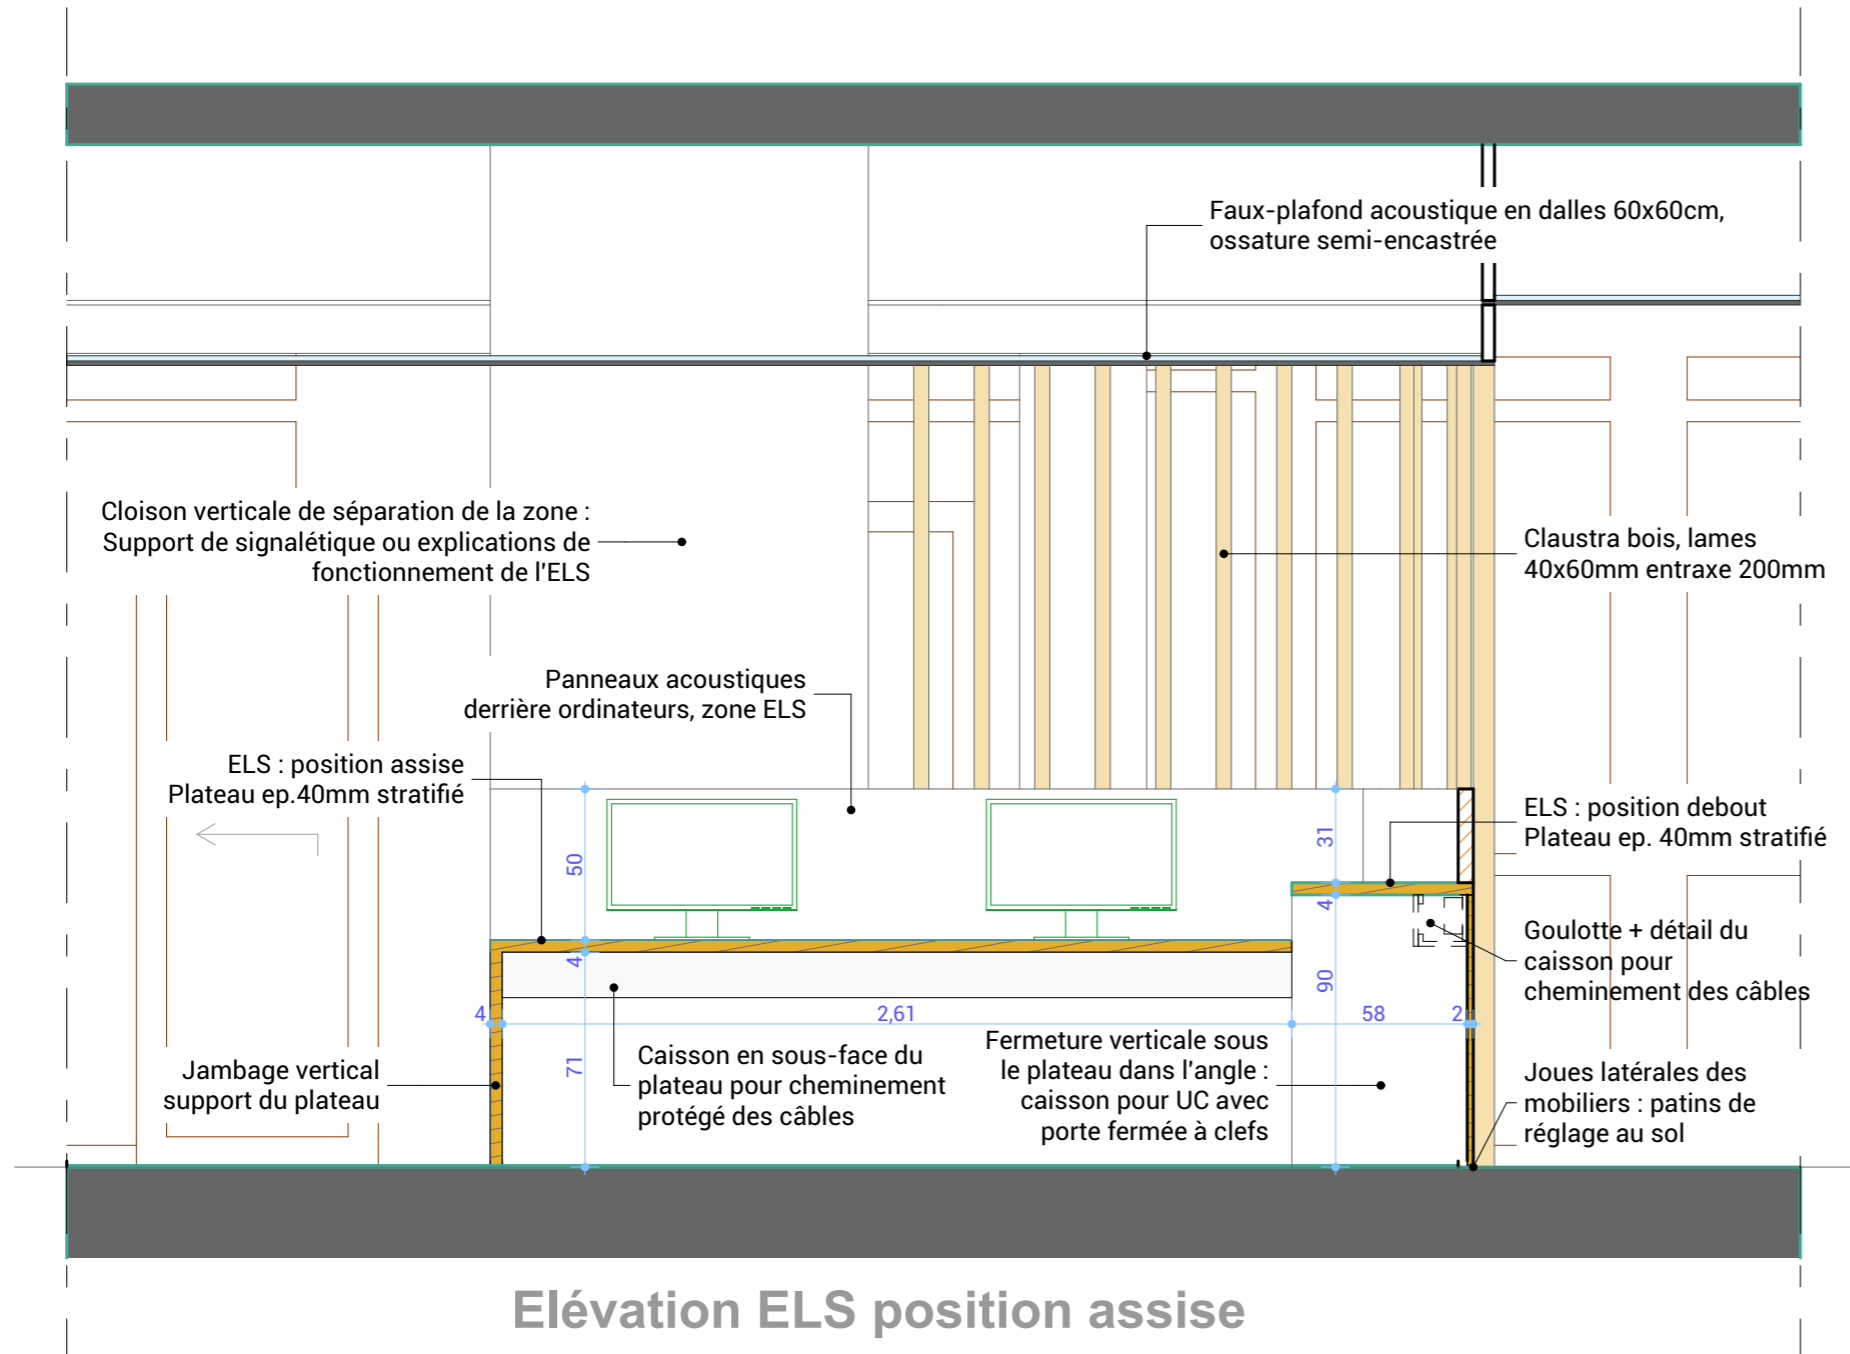 Faux-plafond acoustique en dalles 60x60cm,
ossature semi-encastrée
Cloison verticale de séparation de la zone :
Support de signalétique ou explications de
fonctionnement de l'ELS
Claustra bois, lames
40x60mm entraxe 200mm
Panneaux acoustiques
derrière ordinateurs, zone ELS
ELS : position assise
Plateau ep.40mm stratifié
ELS : position debout
Plateau ep. 40mm stratifié
50
31
4
4
90
Goulotte + détail du
caisson pour
cheminement des câbles
4
2,61
58
2
71
Jambage vertical
support du plateau
Caisson en sous-face du
plateau pour cheminement
protégé des câbles
Fermeture verticale sous
le plateau dans l'angle :
caisson pour UC avec
porte fermée à clefs
Joues latérales des
mobiliers : patins de
réglage au sol
Elévation ELS position assise